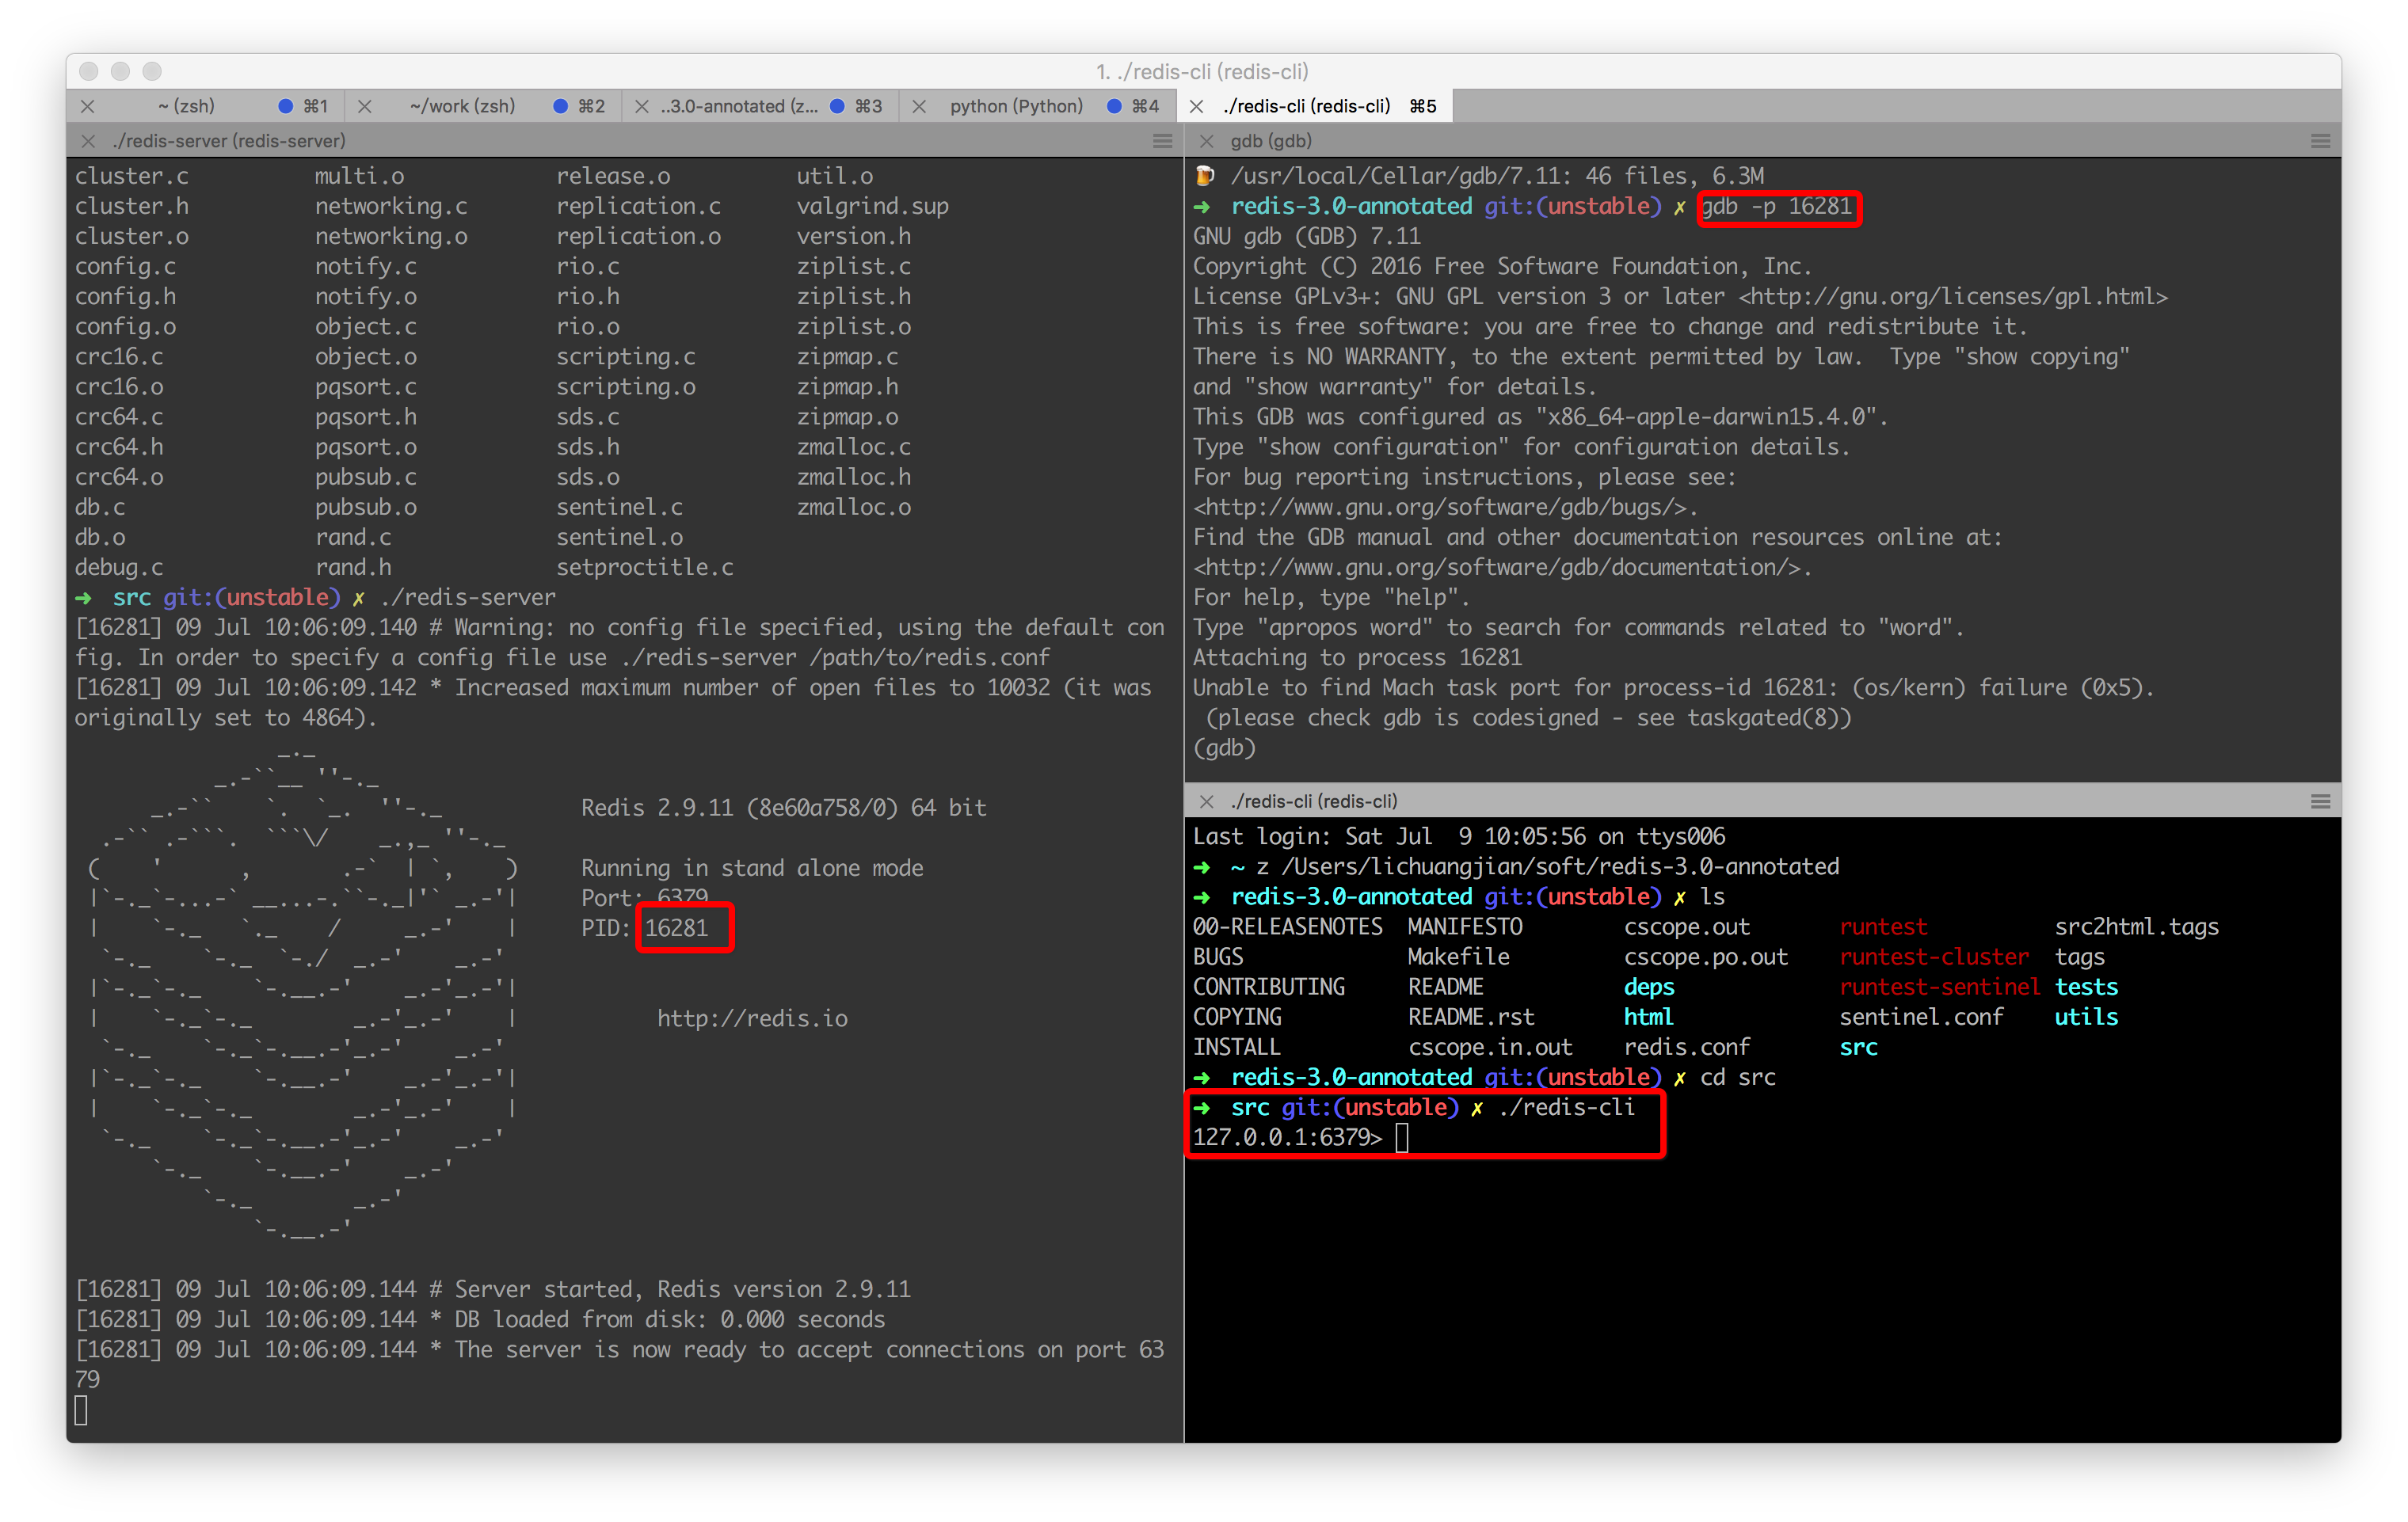 1. ./redis-cli (redis-cli)
~ (zsh) ⌘1 ~/work (zsh) ⌘2 ..3.0-annotated (z... ⌘3 python (Python) ⌘4 ./redis-cli (redis-cli) ⌘5
./redis-server (redis-server)
cluster.c multi.o release.o util.o
cluster.h networking.c replication.c valgrind.sup
cluster.o networking.o replication.o version.h
config.c notify.c rio.c ziplist.c
config.h notify.o rio.h ziplist.h
config.o object.c rio.o ziplist.o
crc16.c object.o scripting.c zipmap.c
crc16.o pqsort.c scripting.o zipmap.h
crc64.c pqsort.h sds.c zipmap.o
crc64.h pqsort.o sds.h zmalloc.c
crc64.o pubsub.c sds.o zmalloc.h
db.c pubsub.o sentinel.c zmalloc.o
db.o rand.c sentinel.o
debug.c rand.h setproctitle.c
➜ src git:(unstable) ✗ ./redis-server
[16281] 09 Jul 10:06:09.140 # Warning: no config file specified, using the default con
fig. In order to specify a config file use ./redis-server /path/to/redis.conf
[16281] 09 Jul 10:06:09.142 * Increased maximum number of open files to 10032 (it was
originally set to 4864).
Redis 2.9.11 (8e60a758/0) 64 bit
Running in stand alone mode
Port: 6379
PID: 16281
http://redis.io
[16281] 09 Jul 10:06:09.144 # Server started, Redis version 2.9.11
[16281] 09 Jul 10:06:09.144 * DB loaded from disk: 0.000 seconds
[16281] 09 Jul 10:06:09.144 * The server is now ready to accept connections on port 63
79
gdb (gdb)
🍺 /usr/local/Cellar/gdb/7.11: 46 files, 6.3M
➜ redis-3.0-annotated git:(unstable) ✗ gdb -p 16281
GNU gdb (GDB) 7.11
Copyright (C) 2016 Free Software Foundation, Inc.
License GPLv3+: GNU GPL version 3 or later <http://gnu.org/licenses/gpl.html>
This is free software: you are free to change and redistribute it.
There is NO WARRANTY, to the extent permitted by law.  Type "show copying"
and "show warranty" for details.
This GDB was configured as "x86_64-apple-darwin15.4.0".
Type "show configuration" for configuration details.
For bug reporting instructions, please see:
<http://www.gnu.org/software/gdb/bugs/>.
Find the GDB manual and other documentation resources online at:
<http://www.gnu.org/software/gdb/documentation/>.
For help, type "help".
Type "apropos word" to search for commands related to "word".
Attaching to process 16281
Unable to find Mach task port for process-id 16281: (os/kern) failure (0x5).
(please check gdb is codesigned - see taskgated(8))
(gdb)
./redis-cli (redis-cli)
Last login: Sat Jul  9 10:05:56 on ttys006
➜ ~ z /Users/lichuangjian/soft/redis-3.0-annotated
➜ redis-3.0-annotated git:(unstable) ✗ ls
00-RELEASENOTES MANIFESTO cscope.out runtest src2html.tags
BUGS Makefile cscope.po.out runtest-cluster tags
CONTRIBUTING README deps runtest-sentinel tests
COPYING README.rst html sentinel.conf utils
INSTALL cscope.in.out redis.conf src
➜ redis-3.0-annotated git:(unstable) ✗ cd src
➜ src git:(unstable) ✗ ./redis-cli
127.0.0.1:6379>